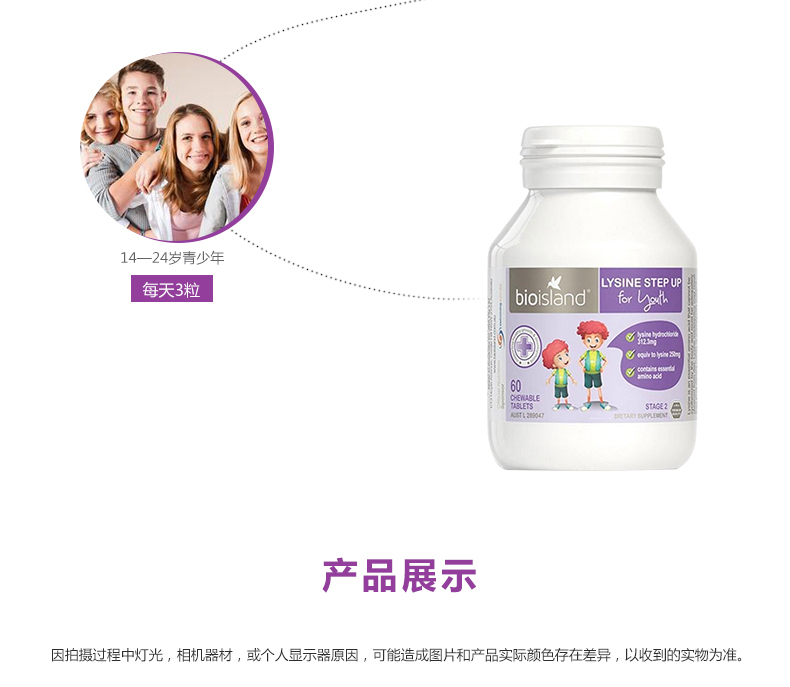 14—24岁青少年
每天3粒
bioisland®
LYSINE STEP UP
for Youth
lysine hydrochloride
312.3mg
equiv to lysine 250mg
contains essential
amino acid
60
CHEWABLE
TABLETS
AUST L 289047
STAGE 2
DIETARY SUPPLEMENT
产品展示
因拍摄过程中灯光，相机器材，或个人显示器原因，可能造成图片和产品实际颜色存在差异，以收到的实物为准。